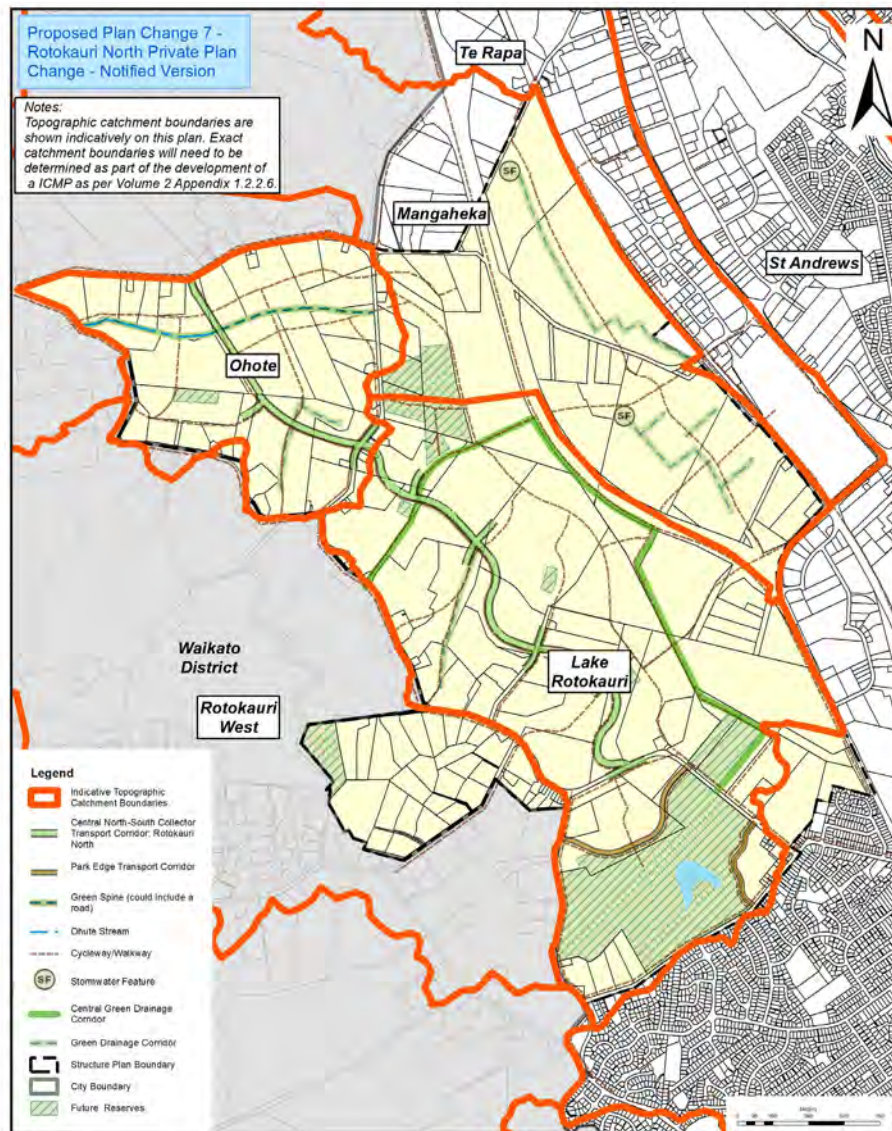 Proposed Plan Change 7 -
Rotokauri North Private Plan
Change - Notified Version
Notes:
Topographic catchment boundaries are
shown indicatively on this plan. Exact
catchment boundaries will need to be
determined as part of the development of
a ICMP as per Volume 2 Appendix 1.2.2.6.
Te Rapa
N
SF
Mangaheka
St Andrews
Ohote
SF
Waikato
District
Lake
Rotokauri
Rotokauri
West
Legend
Indicative Topographic
Catchment Boundaries
Central North-South Collector
Transport Corridor: Rotokauri
North
Park Edge Transport Corridor
Green Spine (could include a
road)
Ohute Stream
Cycleway/Walkway
SF
Stormwater Feature
Central Green Drainage
Corridor
Green Drainage Corridor
Structure Plan Boundary
City Boundary
Future Reserves